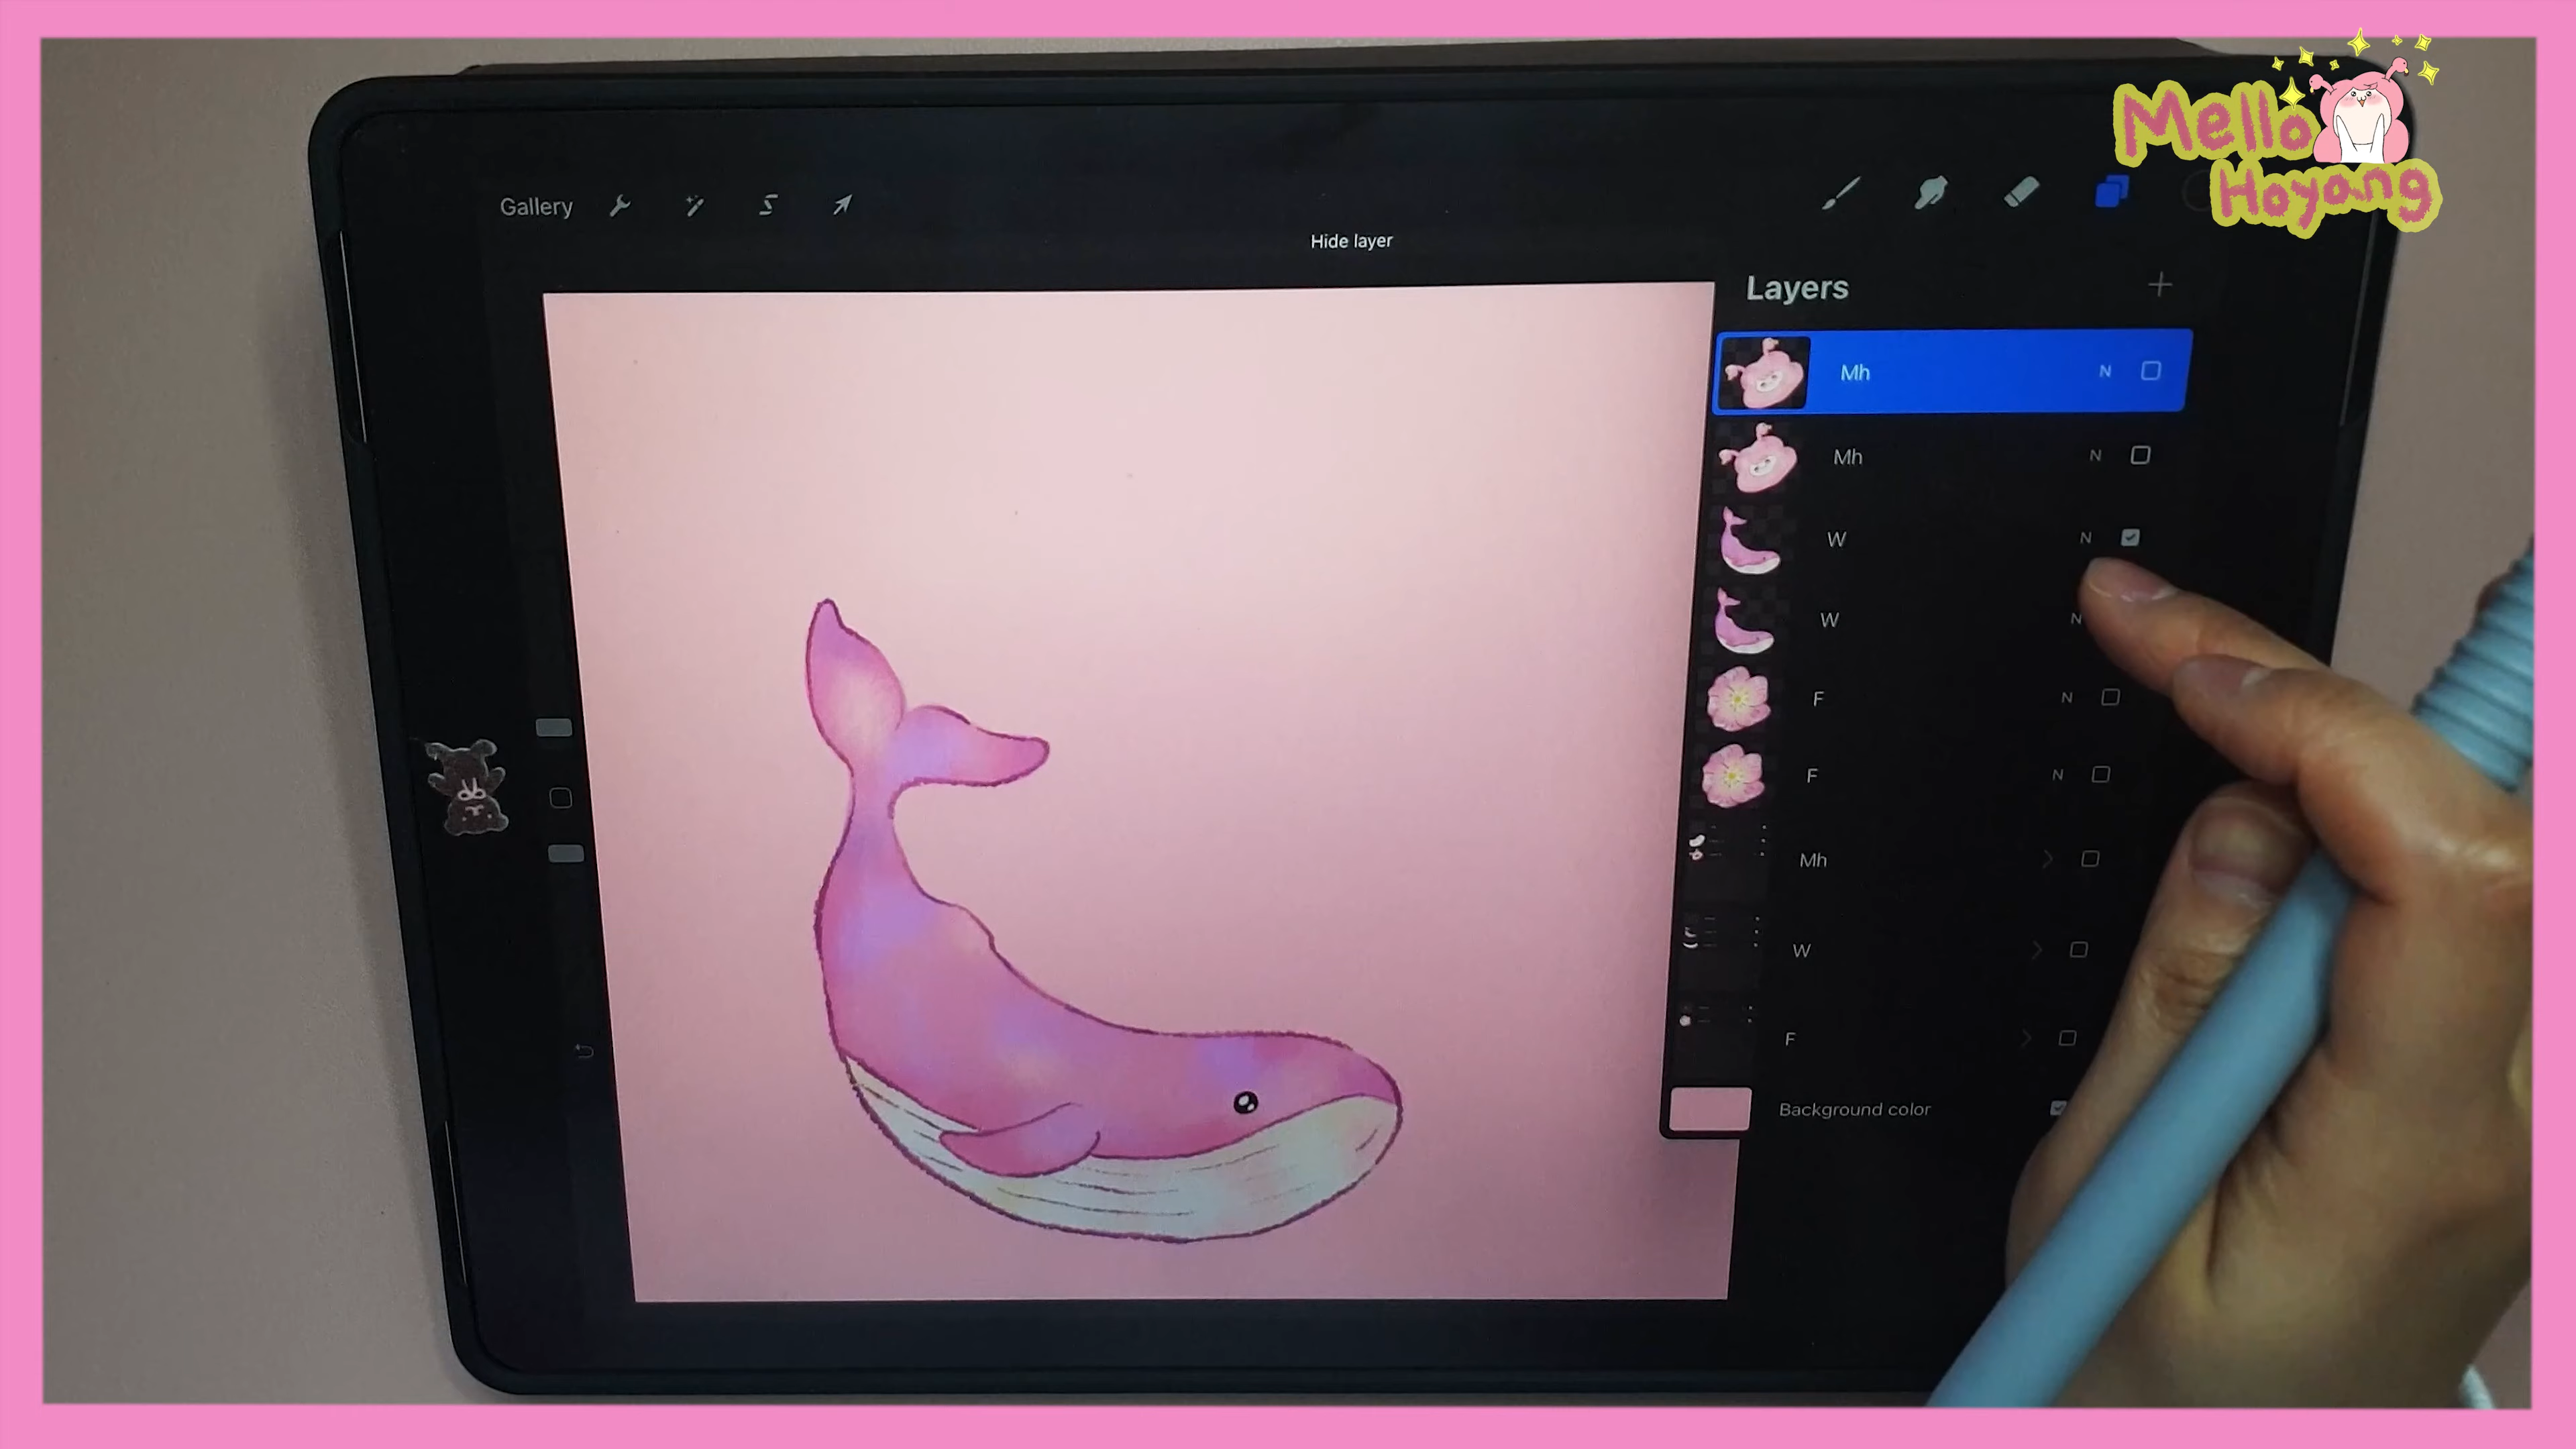 Mello
Hoyang
Gallery
Hide layer
Layers
Mh N
Mh N
W N
W N
F N
F N
Mh
W
F
Background color